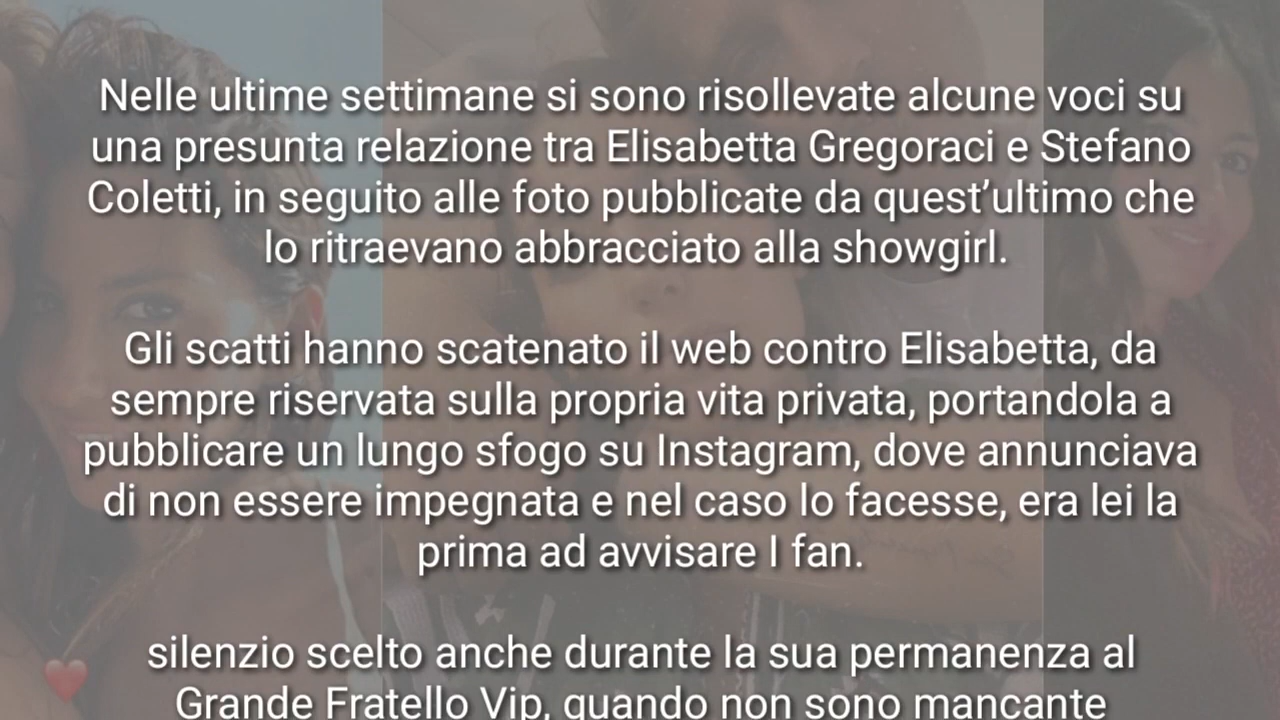 Nelle ultime settimane si sono risollevate alcune voci su
una presunta relazione tra Elisabetta Gregoraci e Stefano
Coletti, in seguito alle foto pubblicate da quest’ultimo che
lo ritraevano abbracciato alla showgirl.
Gli scatti hanno scatenato il web contro Elisabetta, da
sempre riservata sulla propria vita privata, portandola a
pubblicare un lungo sfogo su Instagram, dove annunciava
di non essere impegnata e nel caso lo facesse, era lei la
prima ad avvisare I fan.
silenzio scelto anche durante la sua permanenza al
Grande Fratello Vip, quando non sono mancante